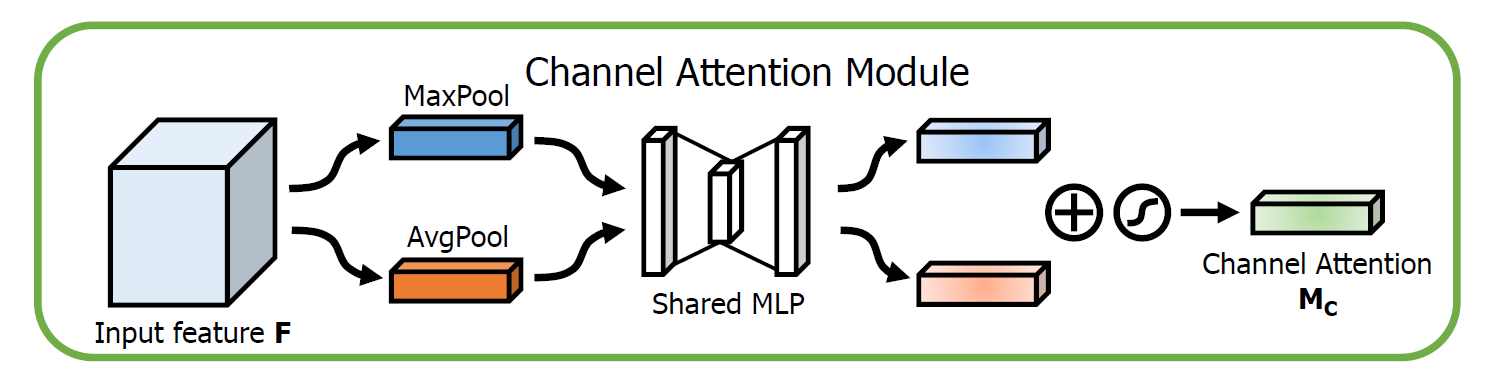 Channel Attention Module
MaxPool
AvgPool
Input feature F
Shared MLP
Channel Attention
Mc